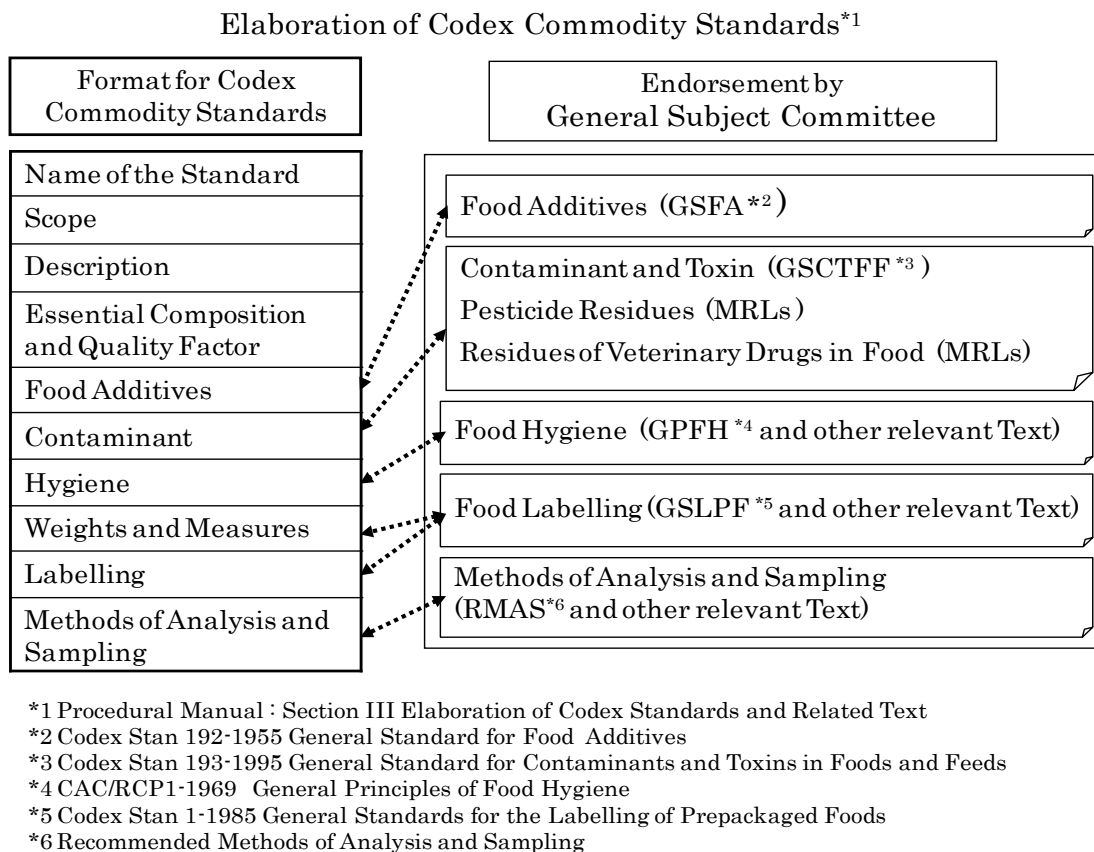 Elaboration of Codex Commodity Standards*1
Format for Codex
Commodity Standards
Endorsement by
General Subject Committee
Name of the Standard
Scope
Description
Essential Composition
and Quality Factor
Food Additives
Contaminant
Hygiene
Weights and Measures
Labelling
Methods of Analysis and
Sampling
Food Additives (GSFA*2)
Contaminant and Toxin (GSCTFF *3)
Pesticide Residues (MRLs)
Residues of Veterinary Drugs in Food (MRLs)
Food Hygiene (GPFH *4 and other relevant Text)
Food Labelling (GSLPF *5 and other relevant Text)
Methods of Analysis and Sampling
(RMAS*6 and other relevant Text)
*1 Procedural Manual : Section III Elaboration of Codex Standards and Related Text
*2 Codex Stan 192-1955 General Standard for Food Additives
*3 Codex Stan 193-1995 General Standard for Contaminants and Toxins in Foods and Feeds
*4 CAC/RCP1-1969 General Principles of Food Hygiene
*5 Codex Stan 1-1985 General Standards for the Labelling of Prepackaged Foods
*6 Recommended Methods of Analysis and Sampling